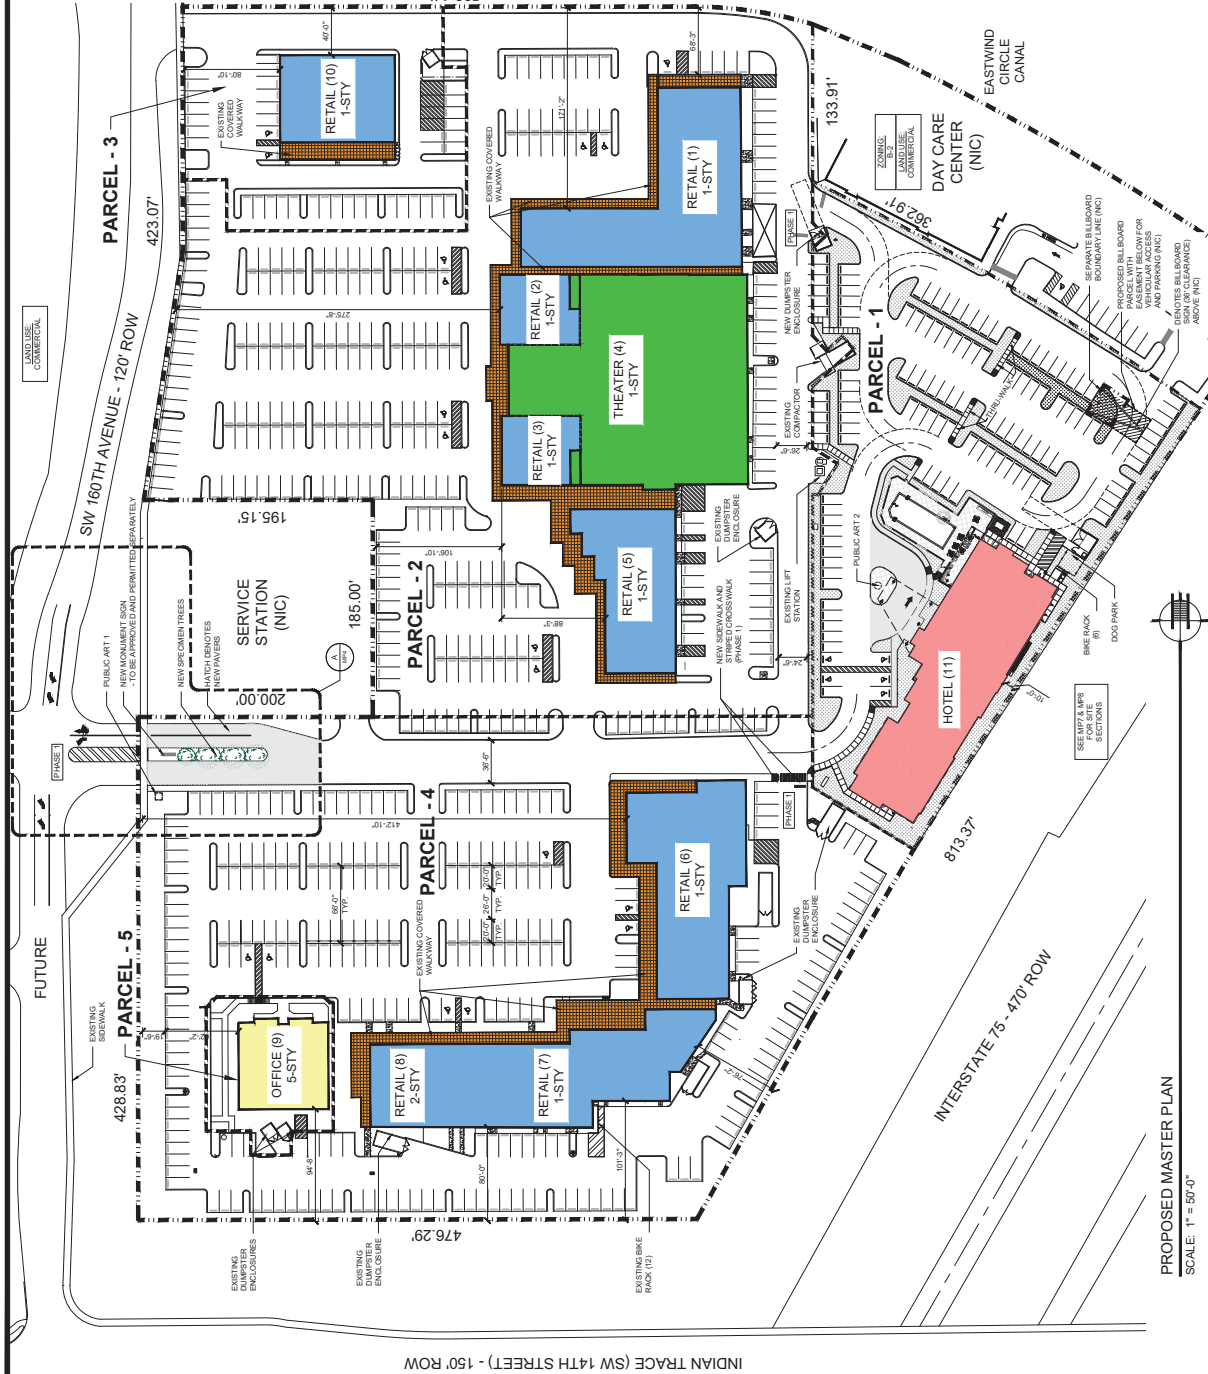 LAND USE:
COMMERCIAL
SW 160TH AVENUE - 120' ROW
423.07'
PARCEL - 3
80'-10"
40'-0"
EXISTING
COVERED
WALKWAY
RETAIL (10)
1-STY
171'-2"
68'-3"
EXISTING COVERED
WALKWAY
RETAIL (1)
1-STY
133.91'
EASTWIND
CIRCLE
CANAL
ZONING:
B-2
LAND USE:
COMMERCIAL
DAY CARE
CENTER
(NIC)
362.91'
275'-8"
RETAIL (2)
1-STY
THEATER (4)
1-STY
RETAIL (3)
1-STY
PHASE 1
NEW DUMPSTER
ENCLOSURE
EXISTING
COMPACTOR
26'-6"
PARCEL - 1
THRU-WALK
SEPARATE BILLBOARD
BOUNDARY LINE (NIC)
PROPOSED BILLBOARD
PARCEL WITH
EASEMENT BELOW FOR
VEHICULAR ACCESS
AND PARKING (NIC)
DENOTES BILLBOARD
SIGN (36' CLEARANCE)
ABOVE (NIC)
195.15'
SERVICE
STATION
(NIC)
185.00'
200.00'
A
MP4
PARCEL - 2
106'-10"
88'-3"
RETAIL (5)
1-STY
EXISTING
DUMPSTER
ENCLOSURE
NEW SIDEWALK AND
STRIPED CROSSWALK
(PHASE 1)
EXISTING LIFT
STATION
24'-6"
PUBLIC ART 2
HOTEL (11)
10'-0"
BIKE RACK
(6)
DOG PARK
SEE MP7 & MP8
FOR SITE
SECTIONS
PUBLIC ART 1
NEW MONUMENT SIGN
- TO BE APPROVED AND PERMITTED SEPARATELY
NEW SPECIMEN TREES
HATCH DENOTES
NEW PAVERS
PHASE 1
36'-6"
PARCEL - 4
412'-10"
66'-0"
TYP.
20'-0"
TYP.
26'-0"
TYP.
20'-0"
TYP.
EXISTING COVERED
WALKWAY
RETAIL (6)
1-STY
PHASE 1
EXISTING
DUMPSTER
ENCLOSURE
813.37'
FUTURE
EXISTING
SIDEWALK
PARCEL - 5
428.83'
19'-6"
OFFICE (9)
5-STY
RETAIL (8)
2-STY
RETAIL (7)
1-STY
76'-2"
94'-8"
80'-0"
101'-3"
476.29'
EXISTING
DUMPSTER
ENCLOSURES
EXISTING
DUMPSTER
ENCLOSURE
EXISTING BIKE
RACK (12)
INTERSTATE 75 - 470' ROW
INDIAN TRACE (SW 14TH STREET) - 150' ROW
PROPOSED MASTER PLAN
SCALE: 1" = 50'-0"